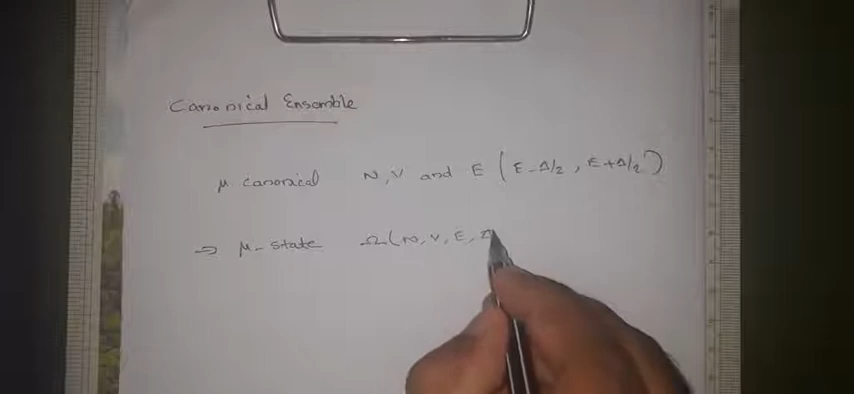 Canonical Ensemble
μ canonical N, V and E (E-Δ/2, E+Δ/2)
→ μ-state Ω(N, V, E,